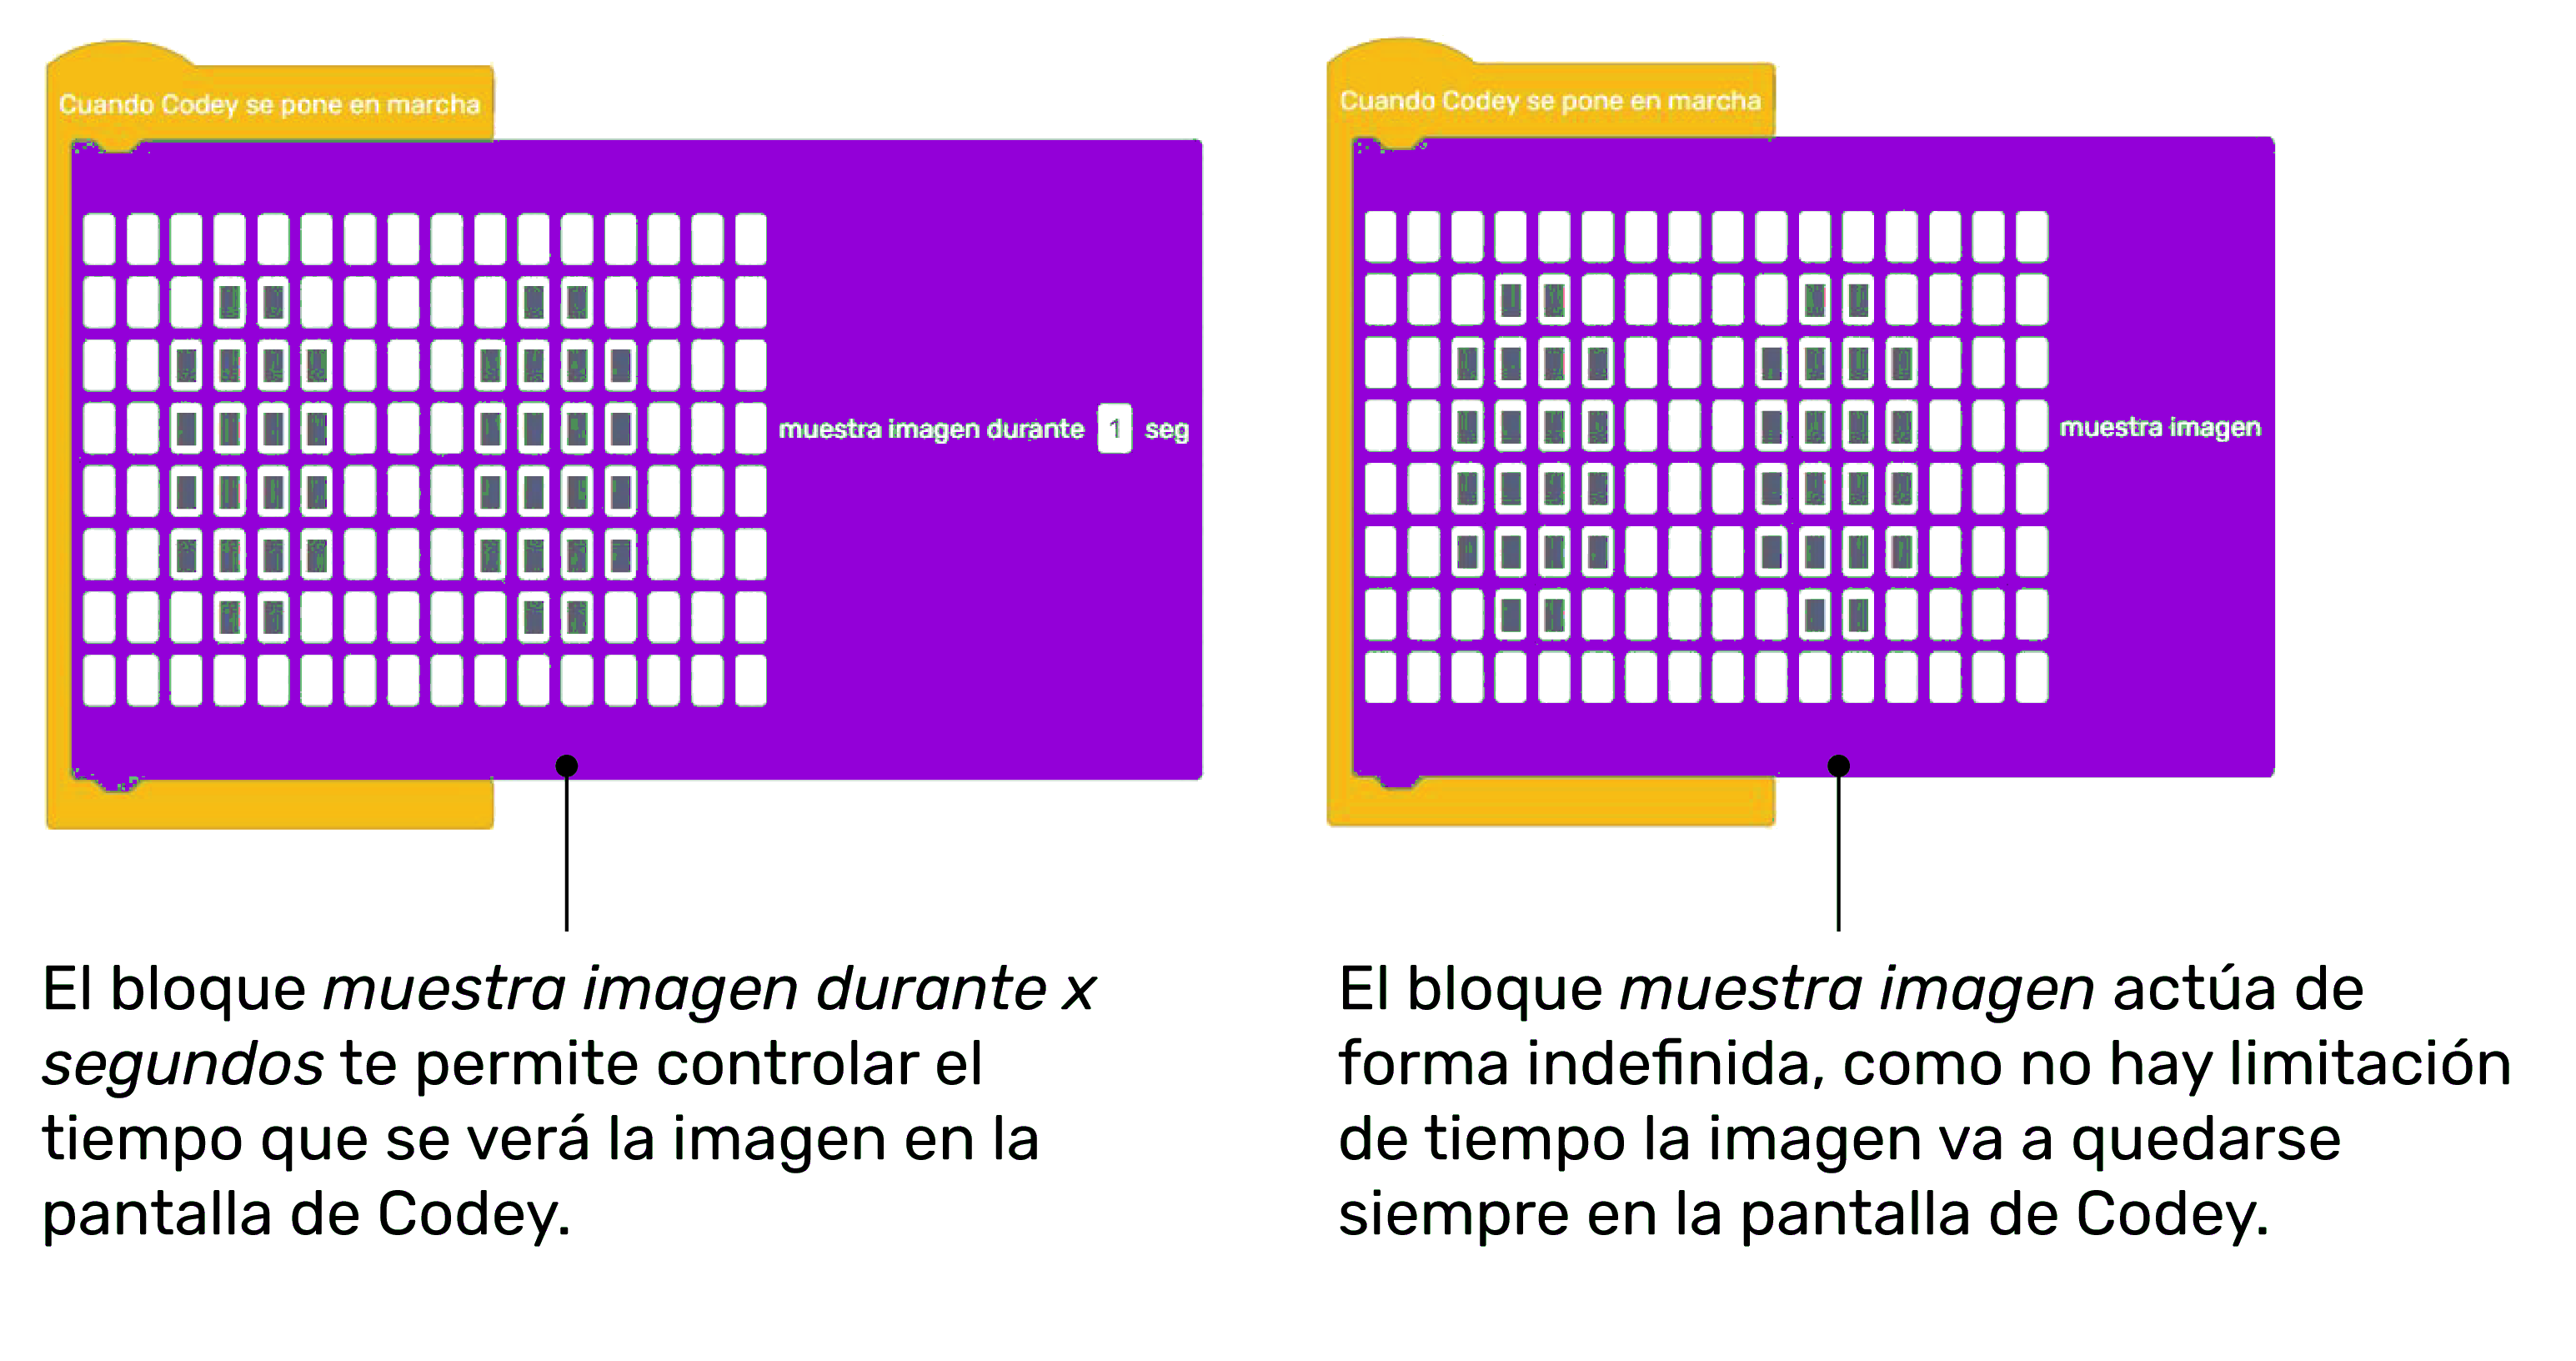 Cuando Codey se pone en marcha
muestra imagen durante 1 seg
El bloque muestra imagen durante x
segundos te permite controlar el
tiempo que se verá la imagen en la
pantalla de Codey.
Cuando Codey se pone en marcha
muestra imagen
El bloque muestra imagen actúa de
forma indefinida, como no hay limitación
de tiempo la imagen va a quedarse
siempre en la pantalla de Codey.